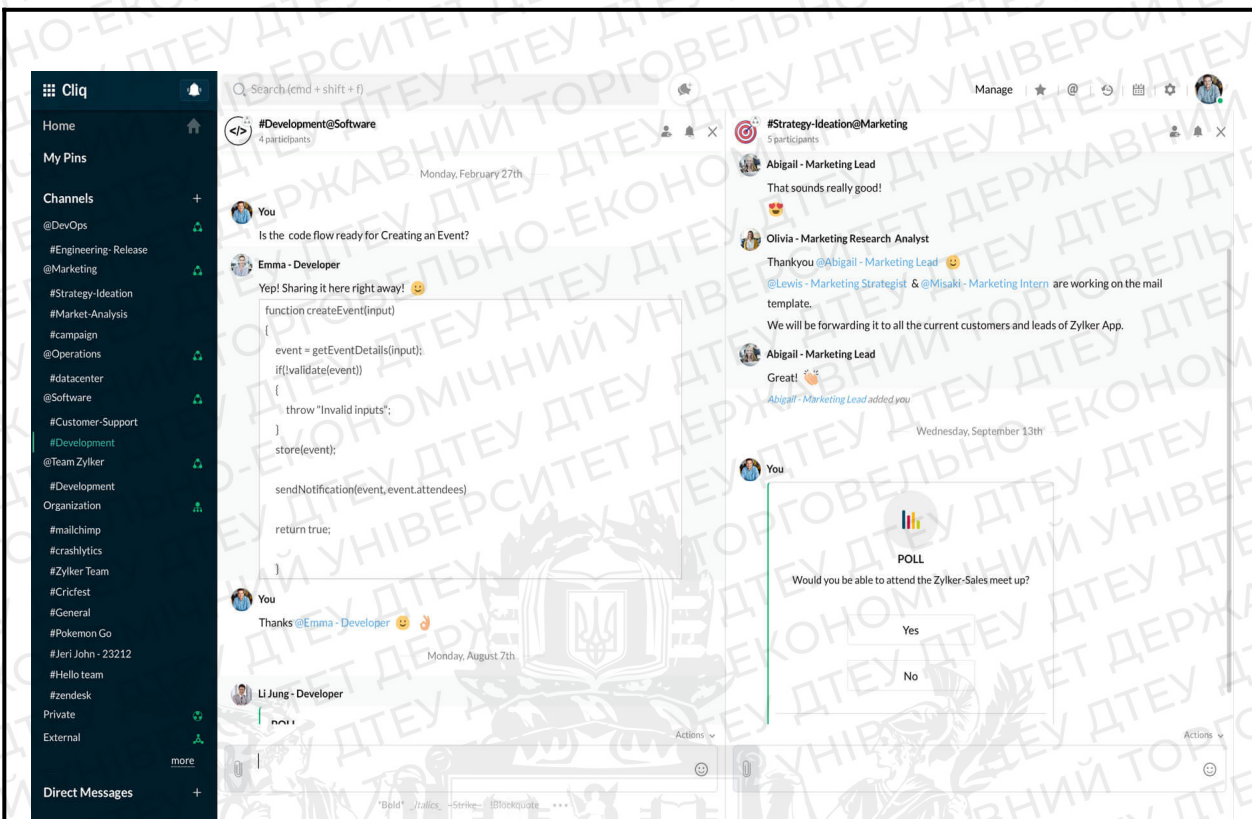 Cliq
Search (cmd + shift + f)
Manage
@
Home
My Pins
Channels +
@DevOps
#Engineering- Release
@Marketing
#Strategy-Ideation
#Market-Analysis
#campaign
@Operations
#datacenter
@Software
#Customer-Support
#Development
@Team Zylker
#Development
Organization
#mailchimp
#crashlytics
#Zylker Team
#Cricfest
#General
#Pokemon Go
#Jeri John - 23212
#Hello team
#zendesk
Private
External
more
Direct Messages +
</> #Development@Software
4 participants
Monday, February 27th
You
Is the code flow ready for Creating an Event?
Emma - Developer
Yep! Sharing it here right away! 🙂
function createEvent(input)
{
event = getEventDetails(input);
if(!validate(event))
{
throw "Invalid inputs";
}
store(event);
sendNotification(event, event.attendees)
return true;
}
You
Thanks @Emma - Developer 🙂 👌
Monday, August 7th
Li Jung - Developer
POLL
Actions
*Bold* _Italics_ ~Strike~ !Blockquote •••
#Strategy-Ideation@Marketing
5 participants
Abigail - Marketing Lead
That sounds really good!
😍
Olivia - Marketing Research Analyst
Thankyou @Abigail - Marketing Lead 🙂
@Lewis - Marketing Strategist & @Misaki - Marketing Intern are working on the mail
template.
We will be forwarding it to all the current customers and leads of Zylker App.
Abigail - Marketing Lead
Great! 👏
Abigail - Marketing Lead added you
Wednesday, September 13th
You
POLL
Would you be able to attend the Zylker-Sales meet up?
Yes
No
Actions